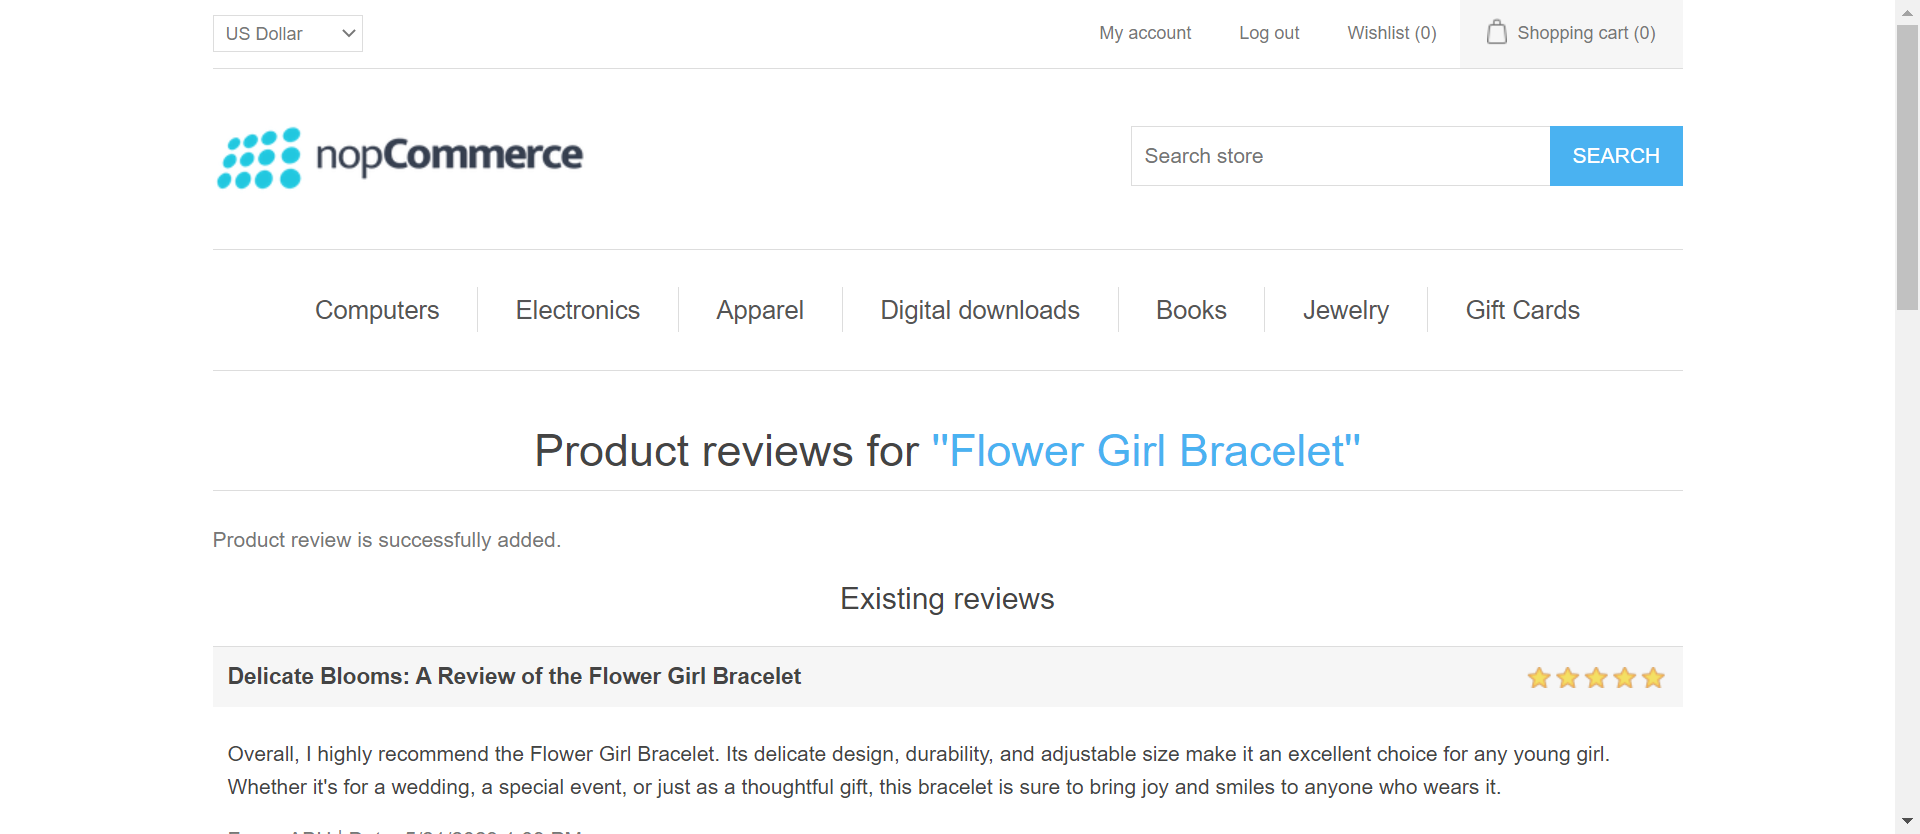 US Dollar
My account
Log out
Wishlist (0)
Shopping cart (0)
nopCommerce
Search store
SEARCH
Computers
Electronics
Apparel
Digital downloads
Books
Jewelry
Gift Cards
Product reviews for "Flower Girl Bracelet"
Product review is successfully added.
Existing reviews
Delicate Blooms: A Review of the Flower Girl Bracelet
Overall, I highly recommend the Flower Girl Bracelet. Its delicate design, durability, and adjustable size make it an excellent choice for any young girl.
Whether it's for a wedding, a special event, or just as a thoughtful gift, this bracelet is sure to bring joy and smiles to anyone who wears it.